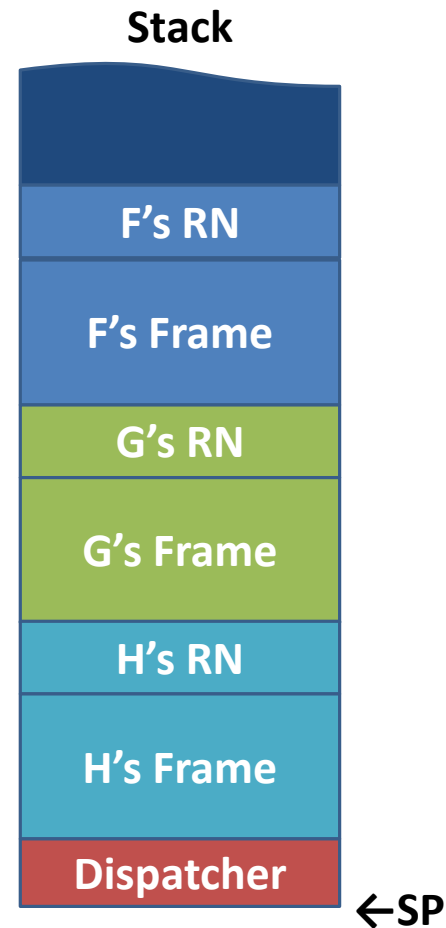 Stack
F’s RN
F’s Frame
G’s RN
G’s Frame
H’s RN
H’s Frame
Dispatcher
←SP